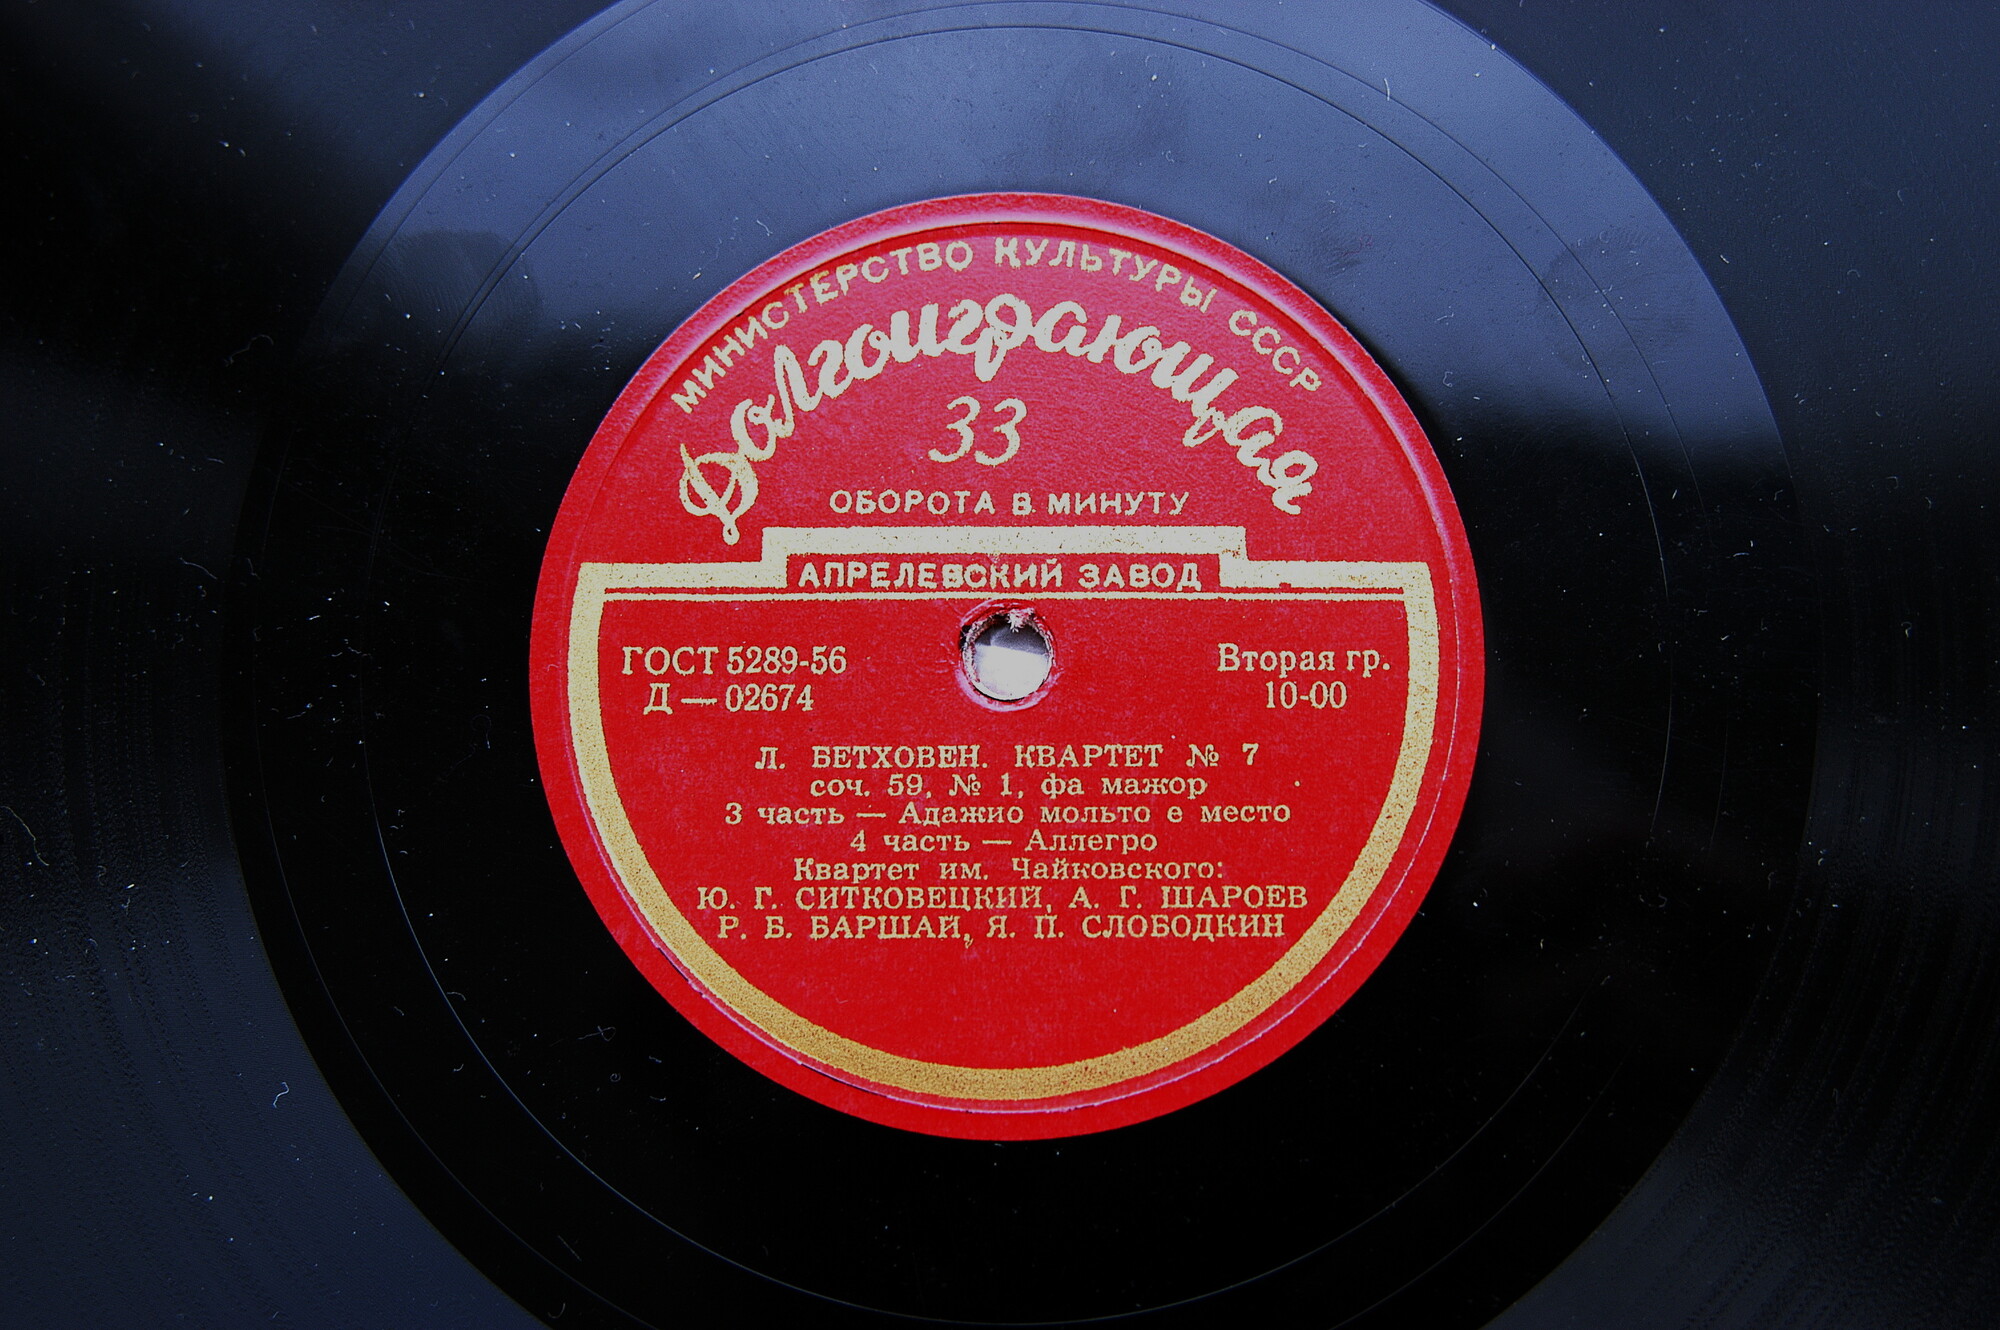 МИНИСТЕРСТВО КУЛЬТУРЫ СССР
Долгоиграющая
33
ОБОРОТА В МИНУТУ
АПРЕЛЕВСКИЙ ЗАВОД
ГОСТ 5289-56
Д — 02674
Вторая гр.
10-00
Л. БЕТХОВЕН. КВАРТЕТ № 7
соч. 59, № 1, фа мажор
3 часть — Адажио мольто е место
4 часть — Аллегро
Квартет им. Чайковского:
Ю. Г. СИТКОВЕЦКИЙ, А. Г. ШАРОЕВ
Р. Б. БАРШАЙ, Я. П. СЛОБОДКИН